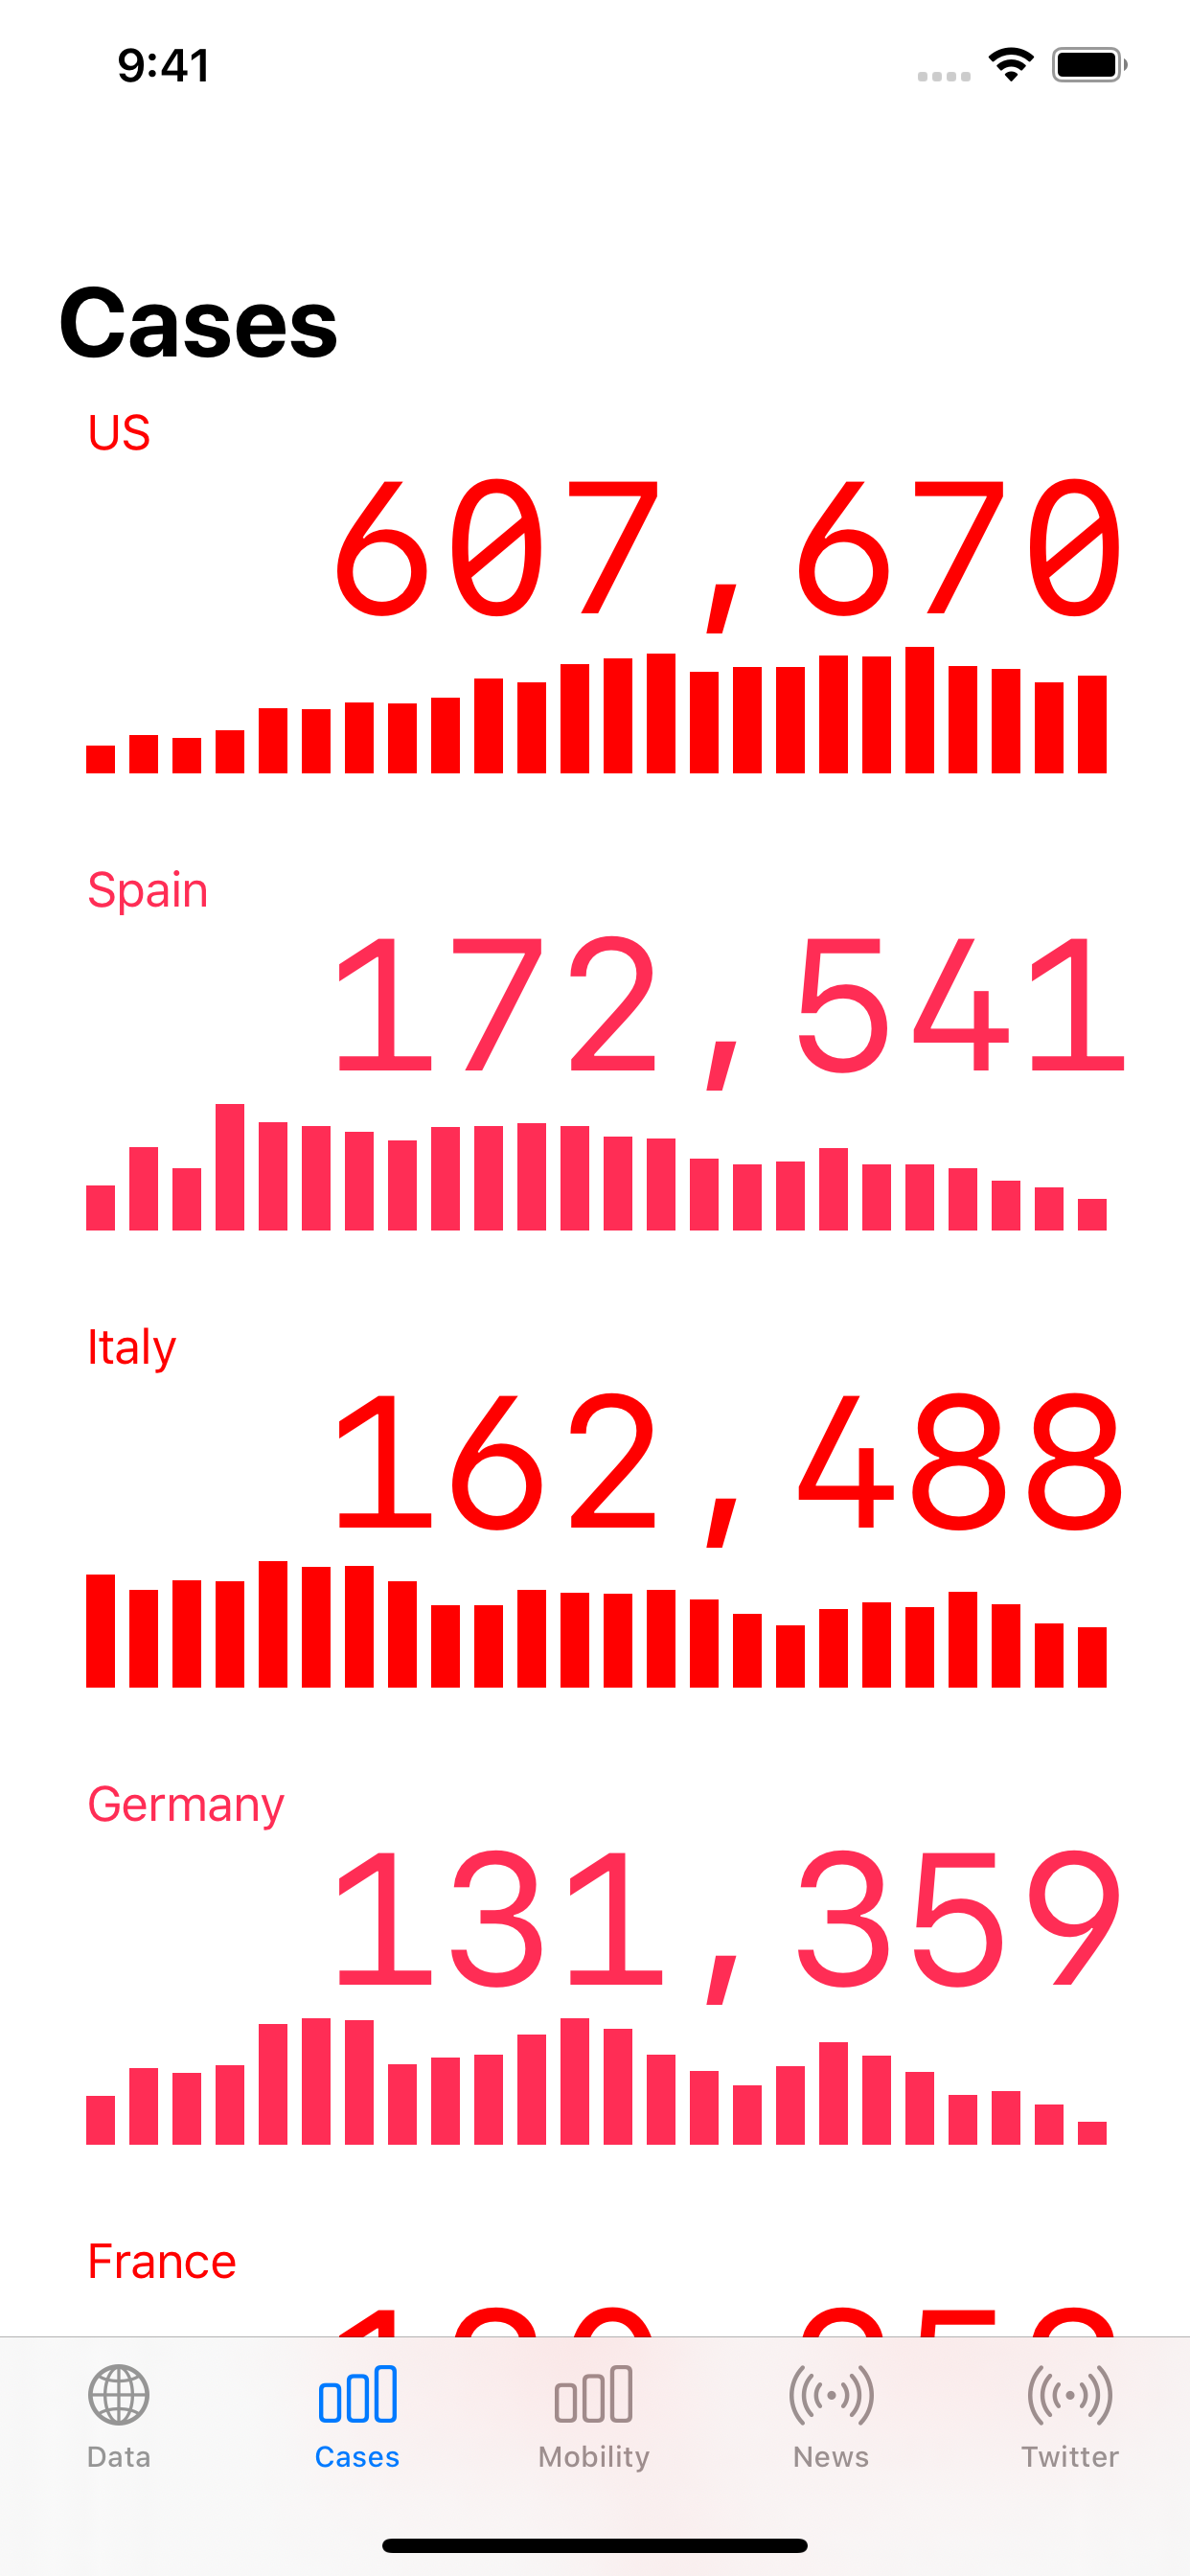 9:41
Cases
US
607,670
Spain
172,541
Italy
162,488
Germany
131,359
France
Data
Cases
Mobility
News
Twitter